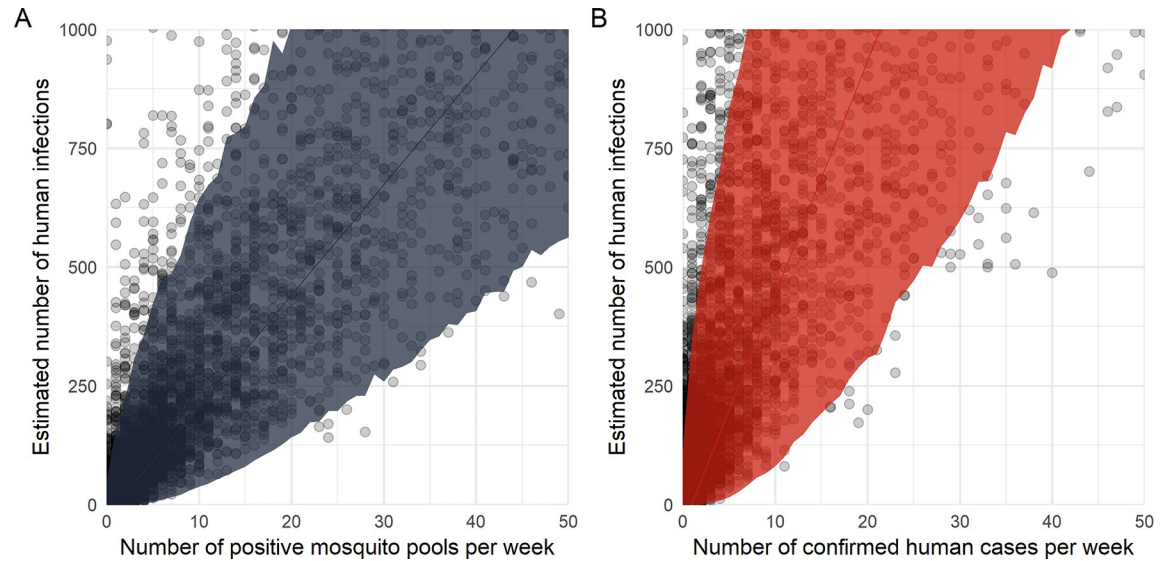 A
Estimated number of human infections
1000
750
500
250
0
0 10 20 30 40 50
Number of positive mosquito pools per week
B
Estimated number of human infections
1000
750
500
250
0
0 10 20 30 40 50
Number of confirmed human cases per week